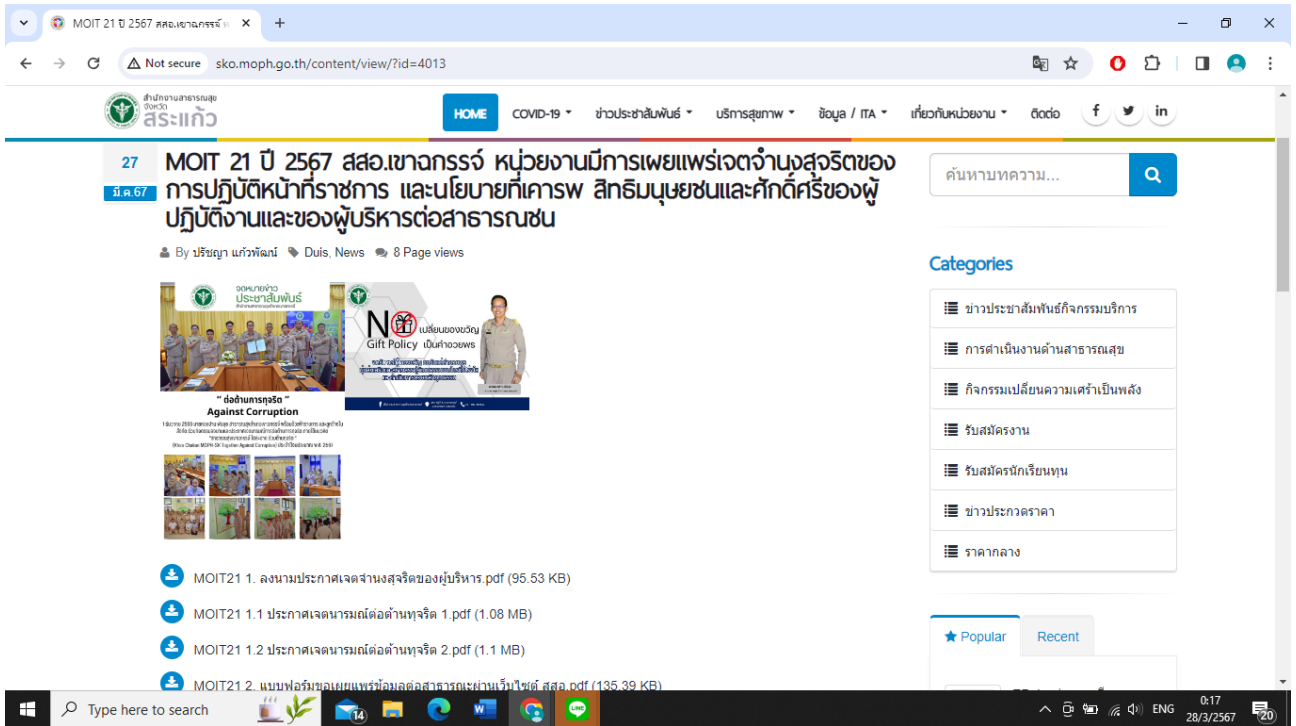 MOIT 21 ปี 2567 สสอ.เขาฉกรรจ์ ห
Not secure
sko.moph.go.th/content/view/?id=4013
สำนักงานสาธารณสุข
จังหวัด
สระแก้ว
HOME
COVID-19
ข่าวประชาสัมพันธ์
บริการสุขภาพ
ข้อมูล / ITA
เกี่ยวกับหน่วยงาน
ติดต่อ
27
มี.ค.67
MOIT 21 ปี 2567 สสอ.เขาฉกรรจ์ หน่วยงานมีการเผยแพร่เจตจำนงสุจริตของ
การปฏิบัติหน้าที่ราชการ และนโยบายที่เคารพ สิทธิมนุษยชนและศักดิ์ศรีของผู้
ปฏิบัติงานและของผู้บริหารต่อสาธารณชน
By ปรัชญา แก้วพัฒน์ Duis, News 8 Page views
จดหมายข่าว
ประชาสัมพันธ์
“ ต่อต้านการทุจริต ”
Against Corruption
NO
เปลี่ยนของขวัญ
Gift Policy เป็นคำอวยพร
MOIT21 1. ลงนามประกาศเจตจำนงสุจริตของผู้บริหาร.pdf (95.53 KB)
MOIT21 1.1 ประกาศเจตนารมณ์ต่อต้านทุจริต 1.pdf (1.08 MB)
MOIT21 1.2 ประกาศเจตนารมณ์ต่อต้านทุจริต 2.pdf (1.1 MB)
MOIT21 2. แบบฟอร์มขอเผยแพร่ข้อมูลต่อสาธารณะผ่านเว็บไซต์ สสอ.pdf (135.39 KB)
ค้นหาบทความ...
Categories
ข่าวประชาสัมพันธ์กิจกรรมบริการ
การดำเนินงานด้านสาธารณสุข
กิจกรรมเปลี่ยนความเศร้าเป็นพลัง
รับสมัครงาน
รับสมัครนักเรียนทุน
ข่าวประกวดราคา
ราคากลาง
Popular
Recent
Type here to search
14
ENG
0:17
28/3/2567
20